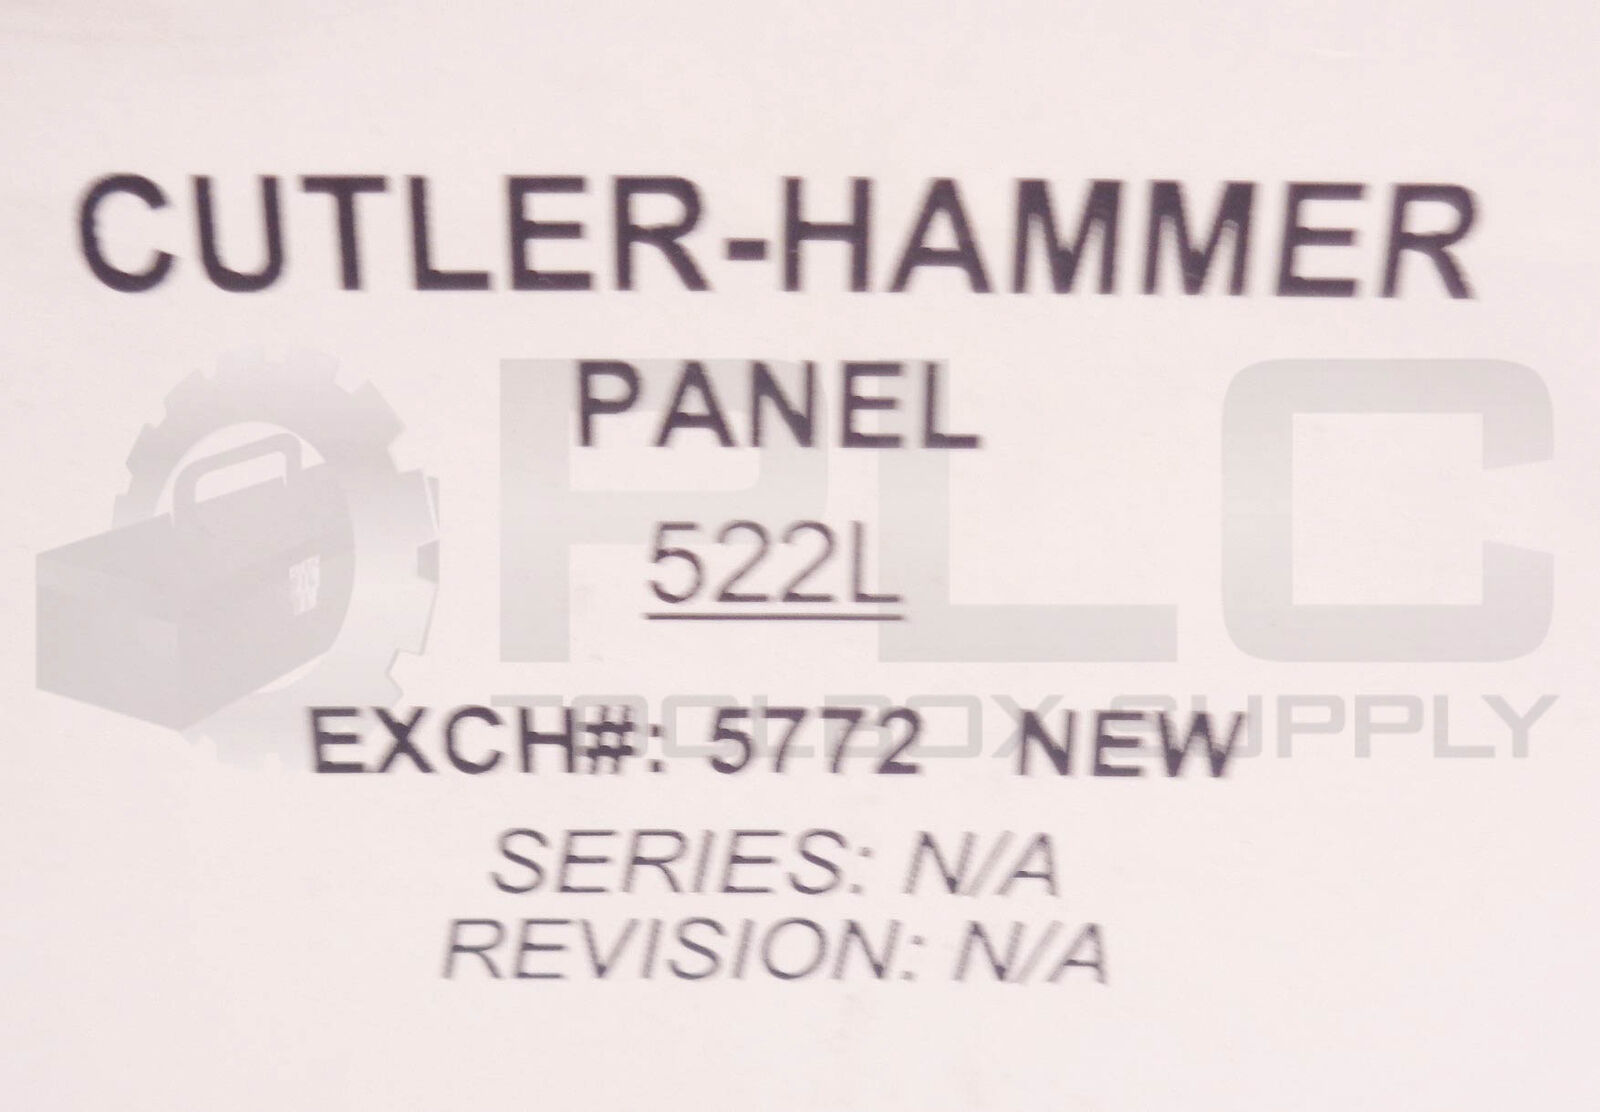 CUTLER-HAMMER
PANEL
PLC
522L
TOOLBOX SUPPLY
EXCH#: 5772 NEW
SERIES: N/A
REVISION: N/A